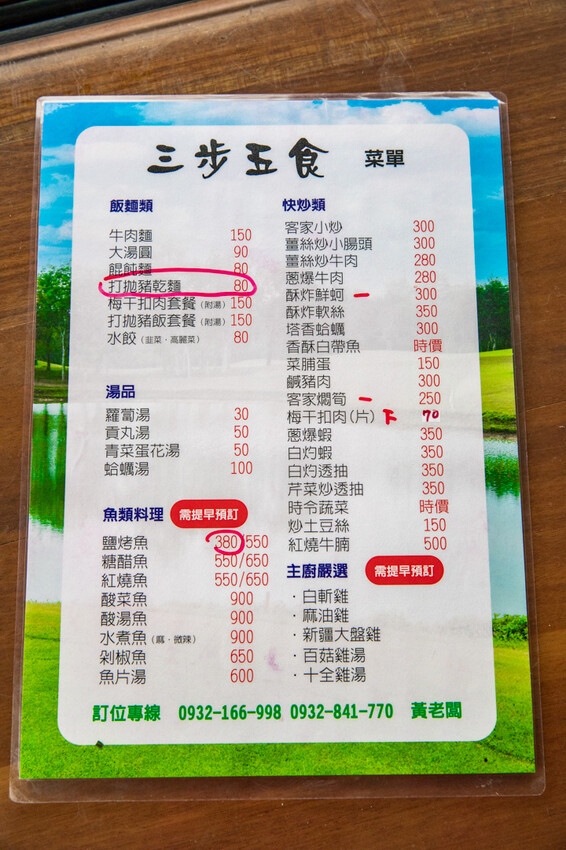 三步五食 菜單
飯麵類
牛肉麵 150
大湯圓 90
餛飩麵 80
打拋豬乾麵 80
梅干扣肉套餐(附湯) 150
打拋豬飯套餐(附湯) 150
水餃(韭菜·高麗菜) 80
湯品
蘿蔔湯 30
貢丸湯 50
青菜蛋花湯 50
蛤蠣湯 100
魚類料理 需提早預訂
鹽烤魚 380 550
糖醋魚 550/650
紅燒魚 550/650
酸菜魚 900
酸湯魚 900
水煮魚(麻·微辣) 900
剁椒魚 650
魚片湯 600
快炒類
客家小炒 300
薑絲炒小腸頭 300
薑絲炒牛肉 280
蔥爆牛肉 280
酥炸鮮蚵 一 300
酥炸軟絲 350
塔香蛤蠣 300
香酥白帶魚 時價
菜脯蛋 150
鹹豬肉 300
客家燜筍 一 250
梅干扣肉(片) 下 70
蔥爆蝦 350
白灼蝦 350
白灼透抽 350
芹菜炒透抽 350
時令蔬菜 時價
炒土豆絲 150
紅燒牛腩 500
主廚嚴選 需提早預訂
·白斬雞
·麻油雞
·新疆大盤雞
·百菇雞湯
·十全雞湯
訂位專線 0932-166-998 0932-841-770 黃老闆